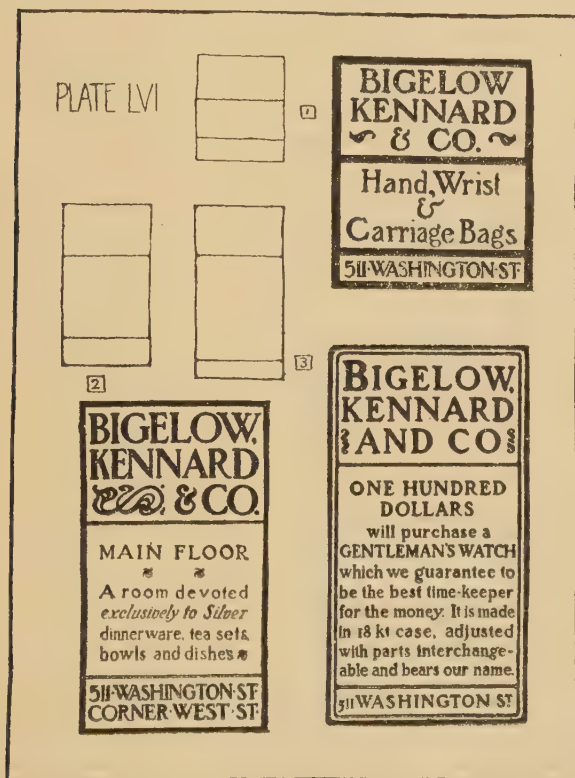 PLATE LVI
1
BIGELOW
KENNARD
& CO.
Hand, Wrist
&
Carriage Bags
511·WASHINGTON·ST·
2
3
BIGELOW,
KENNARD
& CO.
MAIN FLOOR
A room devoted
exclusively to Silver
dinnerware, tea sets,
bowls and dishes
511·WASHINGTON·ST·
CORNER·WEST·ST·
BIGELOW,
KENNARD
AND CO
ONE HUNDRED
DOLLARS
will purchase a
GENTLEMAN'S WATCH
which we guarantee to
be the best time-keeper
for the money. It is made
in 18 kt case, adjusted
with parts interchange-
able and bears our name.
511 WASHINGTON ST.